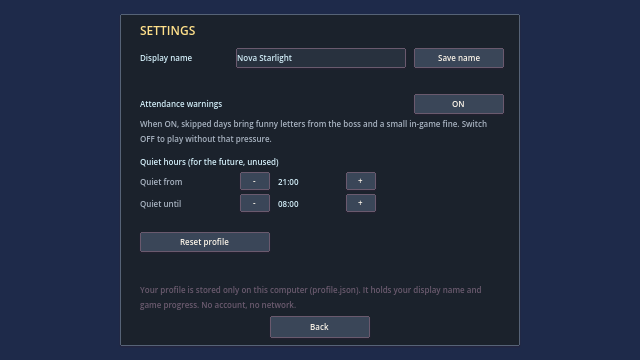 SETTINGS
Display name Nova Starlight Save name
Attendance warnings ON
When ON, skipped days bring funny letters from the boss and a small in-game fine. Switch
OFF to play without that pressure.
Quiet hours (for the future, unused)
Quiet from - 21:00 +
Quiet until - 08:00 +
Reset profile
Your profile is stored only on this computer (profile.json). It holds your display name and
game progress. No account, no network.
Back